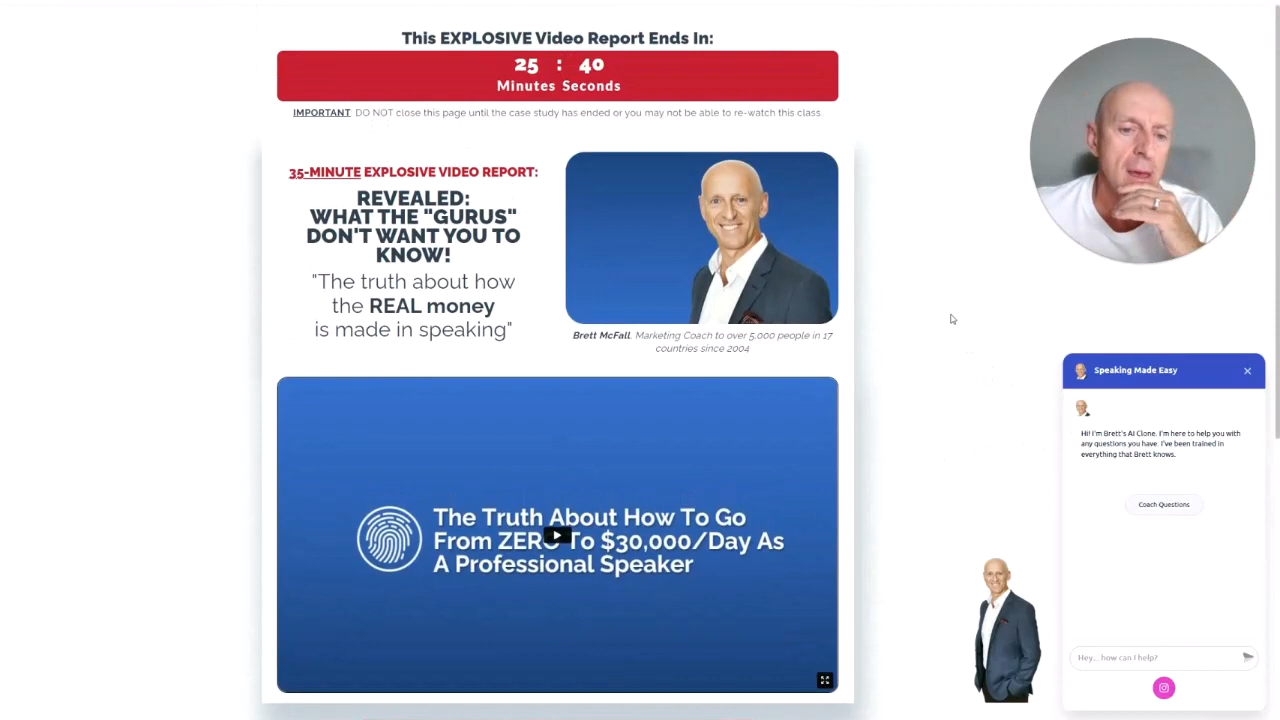 This EXPLOSIVE Video Report Ends In:
25 : 40
Minutes Seconds
IMPORTANT DO NOT close this page until the case study has ended or you may not be able to re-watch this class.
35-MINUTE EXPLOSIVE VIDEO REPORT:
REVEALED:
WHAT THE "GURUS"
DON'T WANT YOU TO
KNOW!
"The truth about how
the REAL money
is made in speaking"
Brett McFall. Marketing Coach to over 5,000 people in 17
countries since 2004
The Truth About How To Go
From ZERO To $30,000/Day As
A Professional Speaker
Speaking Made Easy
Hi! I'm Brett's AI Clone. I'm here to help you with
any questions you have. I've been trained in
everything that Brett knows.
Coach Questions
Hey... how can I help?